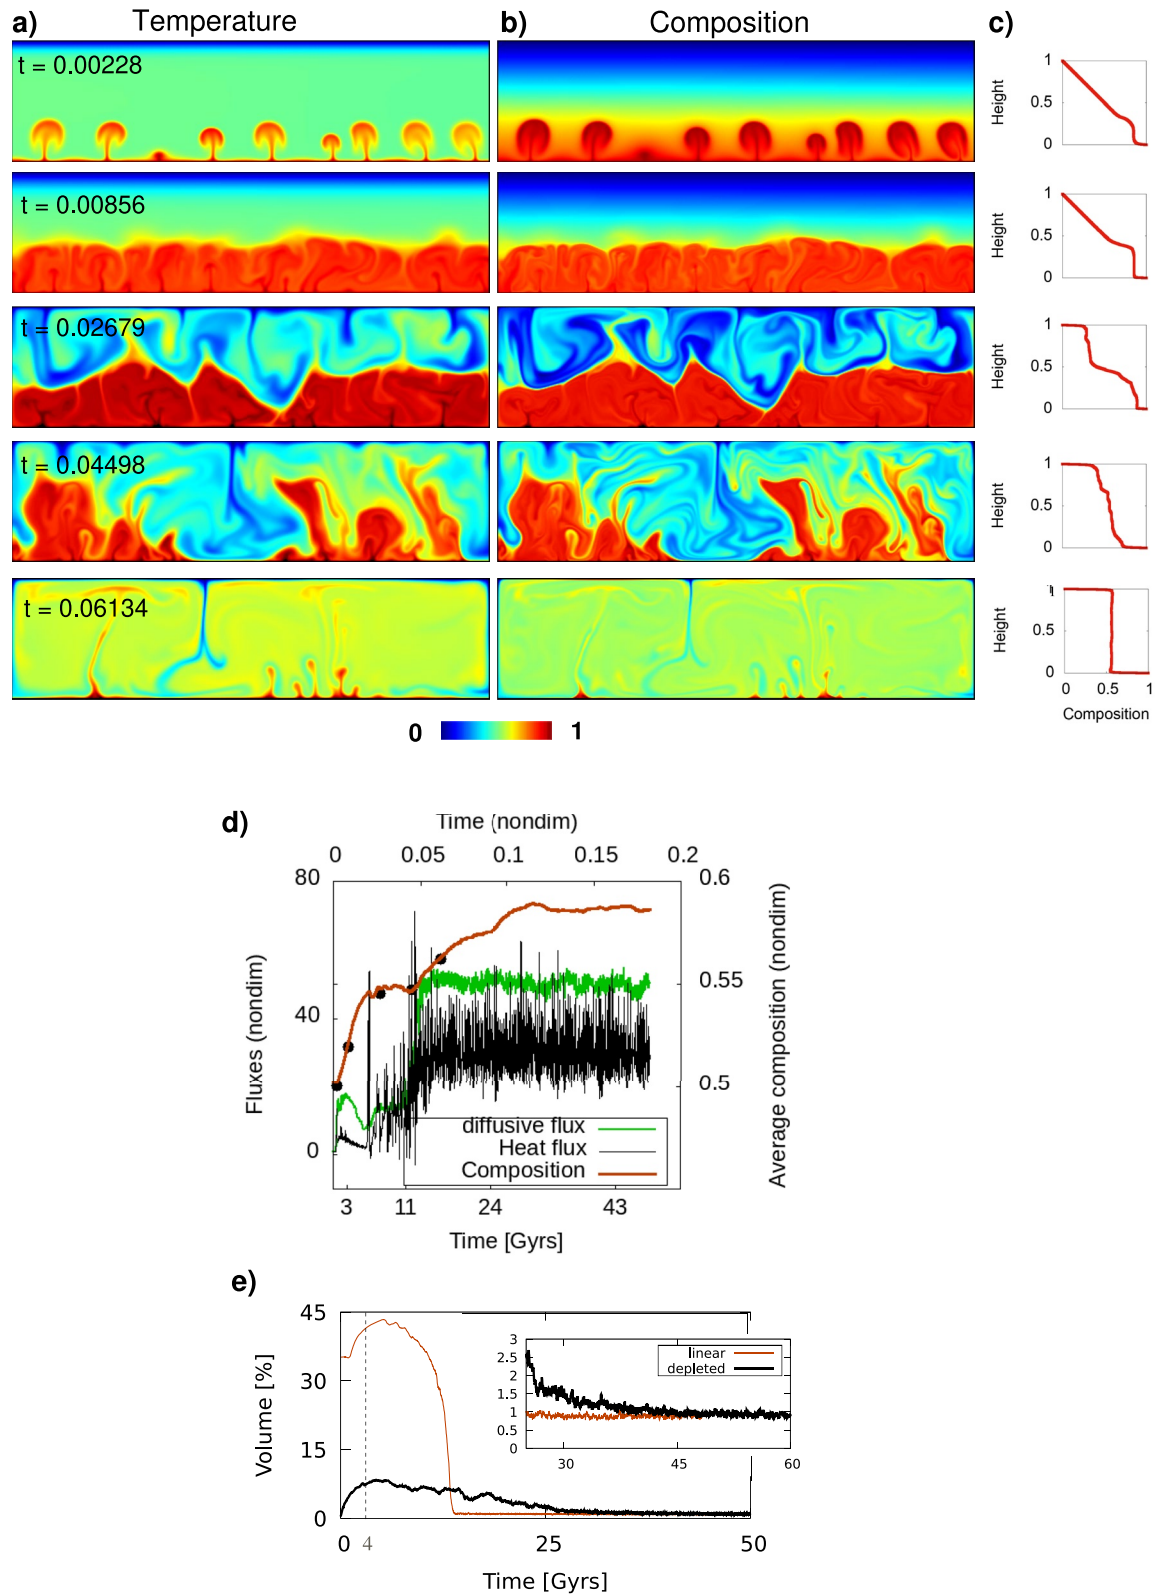 a) Temperature b) Composition c)
t = 0.00228
Height
1
0.5
0
t = 0.00856
Height
1
0.5
0
t = 0.02679
Height
1
0.5
0
t = 0.04498
Height
1
0.5
0
t = 0.06134
Height
1
0.5
0
0 0.5 1
Composition
0 1
d)
Time (nondim)
0 0.05 0.1 0.15 0.2
80
40
0
Fluxes (nondim)
0.6
0.55
0.5
Average composition (nondim)
diffusive flux
Heat flux
Composition
3 11 24 43
Time [Gyrs]
e)
45
30
15
0
Volume [%]
3
2.5
2
1.5
1
0.5
0
linear
depleted
30 45 60
0 4 25 50
Time [Gyrs]